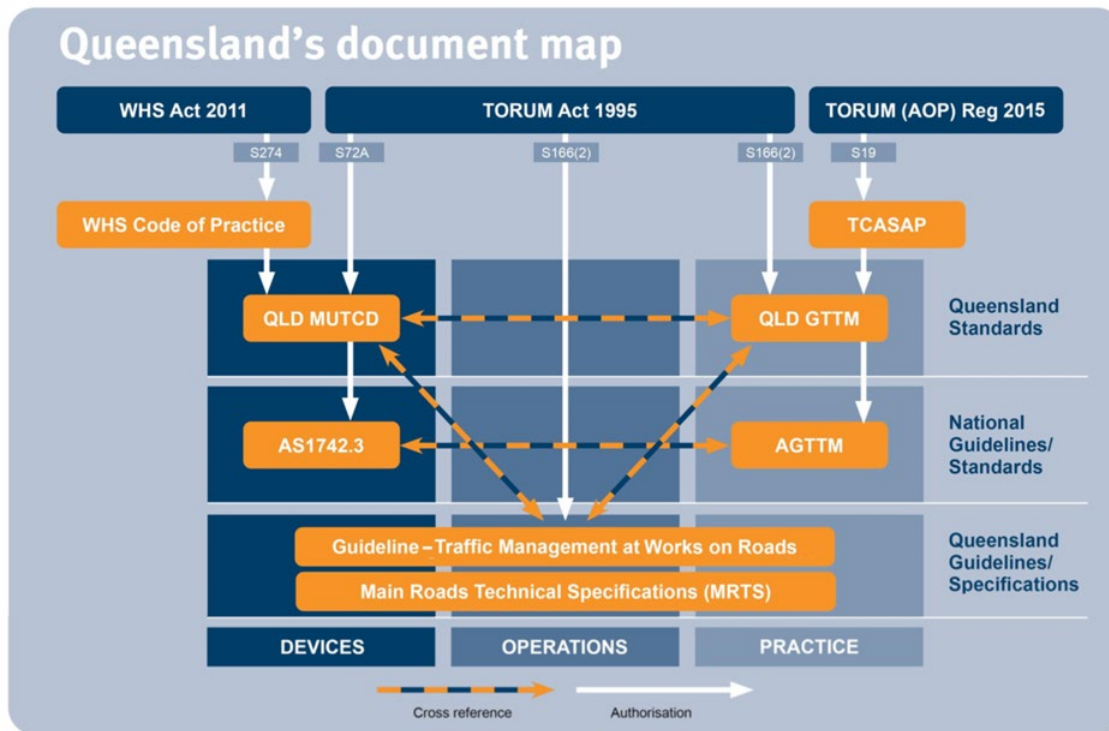 Queensland's document map
WHS Act 2011
TORUM Act 1995
TORUM (AOP) Reg 2015
S274
S72A
S166(2)
S166(2)
S19
WHS Code of Practice
TCASAP
QLD MUTCD
QLD GTTM
Queensland
Standards
AS1742.3
AGTTM
National
Guidelines/
Standards
Guideline – Traffic Management at Works on Roads
Main Roads Technical Specifications (MRTS)
Queensland
Guidelines/
Specifications
DEVICES
OPERATIONS
PRACTICE
Cross reference
Authorisation